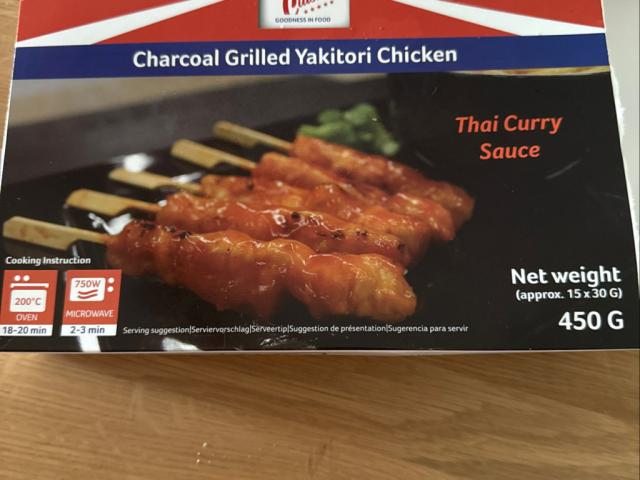 GOODNESS IN FOOD
Charcoal Grilled Yakitori Chicken
Thai Curry
Sauce
Cooking Instruction
200°C
OVEN
18-20 min
750W
MICROWAVE
2-3 min
Serving suggestion|Serviervorschlag|Serveertip|Suggestion de présentation|Sugerencia para servir
Net weight
(approx. 15 x 30 G)
450 G